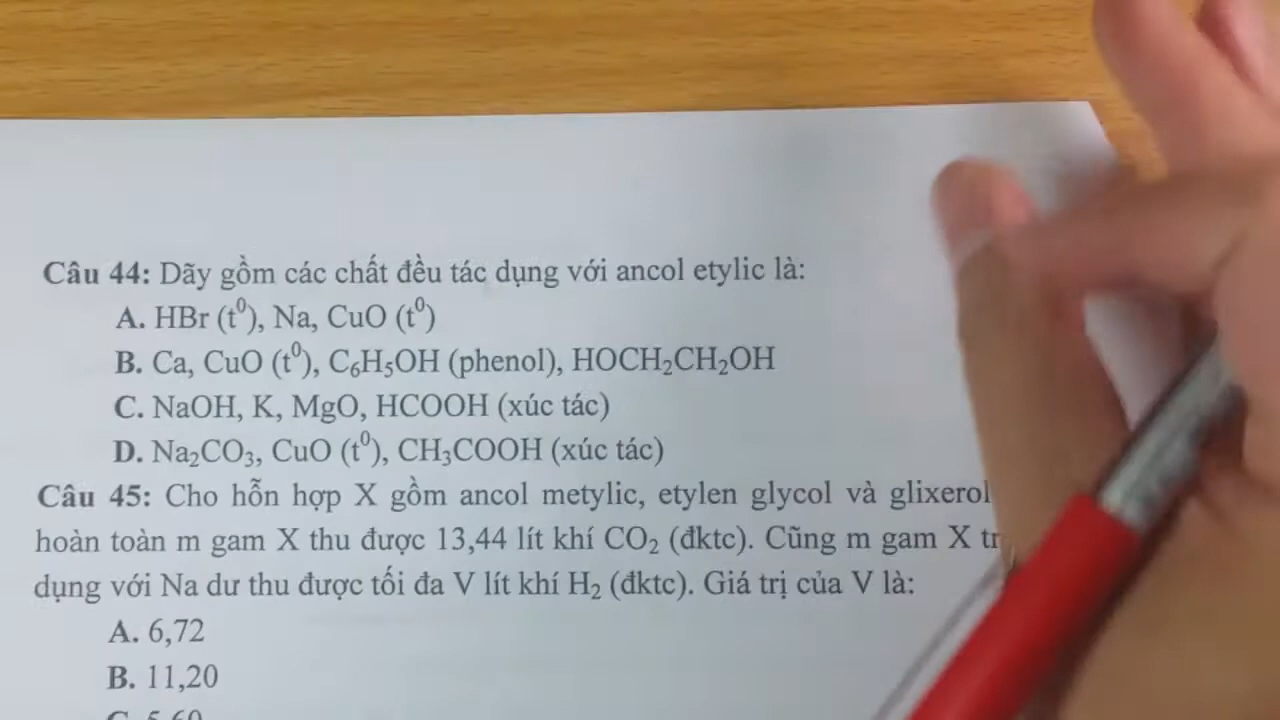 Câu 44: Dãy gồm các chất đều tác dụng với ancol etylic là:
A. HBr (t⁰), Na, CuO (t⁰)
B. Ca, CuO (t⁰), C₆H₅OH (phenol), HOCH₂CH₂OH
C. NaOH, K, MgO, HCOOH (xúc tác)
D. Na₂CO₃, CuO (t⁰), CH₃COOH (xúc tác)
Câu 45: Cho hỗn hợp X gồm ancol metylic, etylen glycol và glixerol
hoàn toàn m gam X thu được 13,44 lít khí CO₂ (đktc). Cũng m gam X
dụng với Na dư thu được tối đa V lít khí H₂ (đktc). Giá trị của V là:
A. 6,72
B. 11,20
C. 5,60